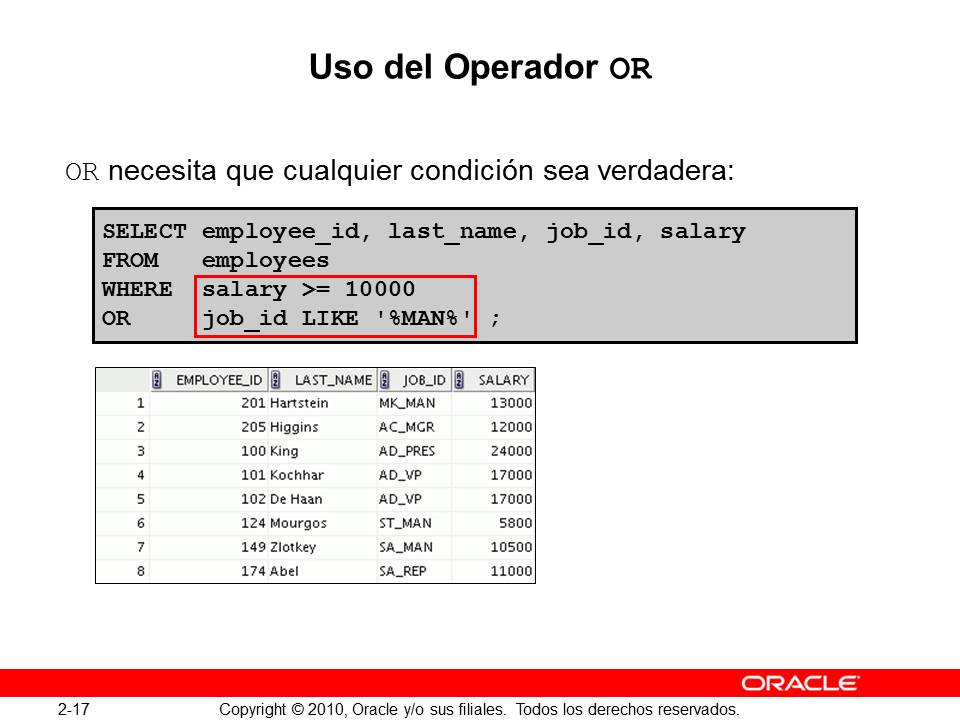 Uso del Operador OR
OR necesita que cualquier condición sea verdadera:
SELECT employee_id, last_name, job_id, salary
FROM employees
WHERE salary >= 10000
OR job_id LIKE '%MAN%' ;
EMPLOYEE_ID LAST_NAME JOB_ID SALARY
1 201 Hartstein MK_MAN 13000
2 205 Higgins AC_MGR 12000
3 100 King AD_PRES 24000
4 101 Kochhar AD_VP 17000
5 102 De Haan AD_VP 17000
6 124 Mourgos ST_MAN 5800
7 149 Zlotkey SA_MAN 10500
8 174 Abel SA_REP 11000
ORACLE
2-17 Copyright © 2010, Oracle y/o sus filiales. Todos los derechos reservados.